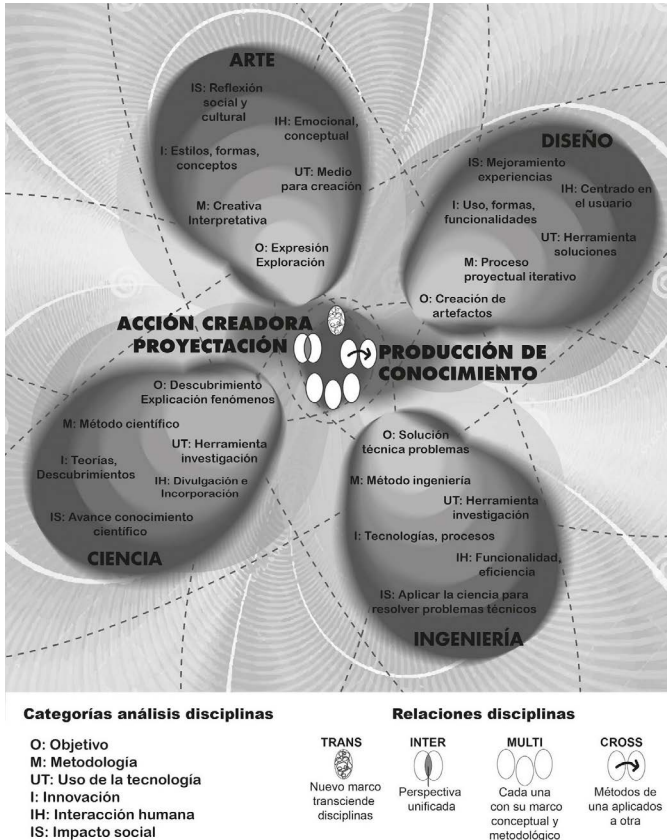 ARTE
IS: Reflexión
social y
cultural
IH: Emocional,
conceptual
I: Estilos, formas,
conceptos
UT: Medio
para creación
M: Creativa
Interpretativa
O: Expresión
Exploración
DISEÑO
IS: Mejoramiento
experiencias
IH: Centrado en
el usuario
I: Uso, formas,
funcionalidades
UT: Herramienta
soluciones
M: Proceso
proyectual iterativo
O: Creación de
artefactos
ACCIÓN CREADORA
PROYECTACIÓN
PRODUCCIÓN DE
CONOCIMIENTO
O: Descubrimiento
Explicación fenómenos
M: Método científico
UT: Herramienta
investigación
I: Teorías,
Descubrimientos
IH: Divulgación e
Incorporación
IS: Avance conocimiento
científico
CIENCIA
O: Solución
técnica problemas
M: Método ingeniería
UT: Herramienta
investigación
I: Tecnologías, procesos
IH: Funcionalidad,
eficiencia
IS: Aplicar la ciencia para
resolver problemas técnicos
INGENIERÍA
Categorías análisis disciplinas
O: Objetivo
M: Metodología
UT: Uso de la tecnología
I: Innovación
IH: Interacción humana
IS: Impacto social
Relaciones disciplinas
TRANS
Nuevo marco
transciende
disciplinas
INTER
Perspectiva
unificada
MULTI
Cada una
con su marco
conceptual y
metodológico
CROSS
Métodos de
una aplicados
a otra